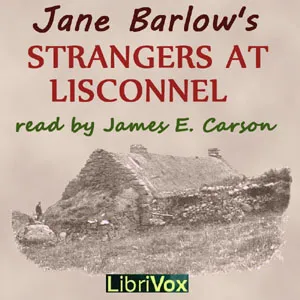 Jane Barlow's
STRANGERS AT
LISCONNEL
read by James E. Carson
LibriVox